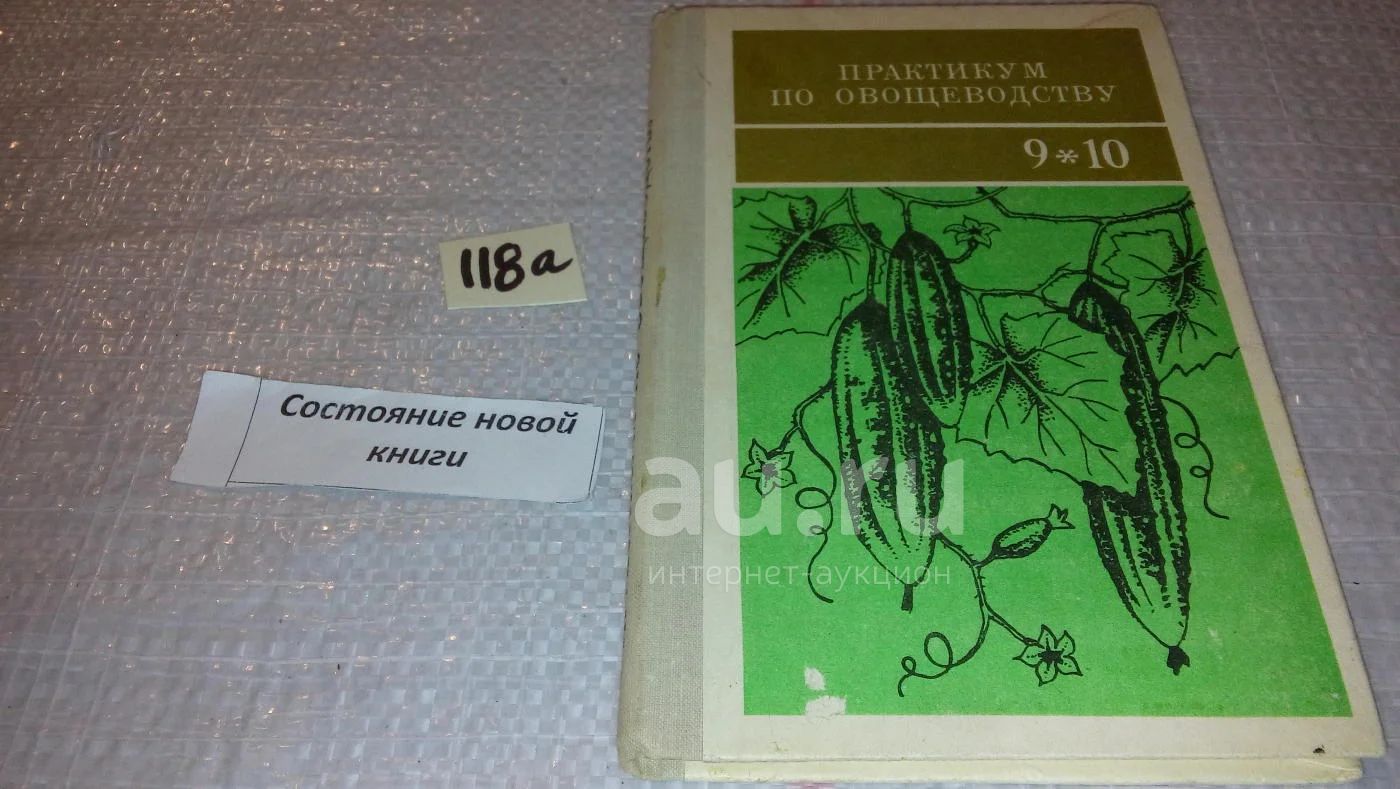 ПРАКТИКУМ
ПО ОВОЩЕВОДСТВУ
9*10
118а
Состояние новой
книги
au.ru
интернет-аукцион